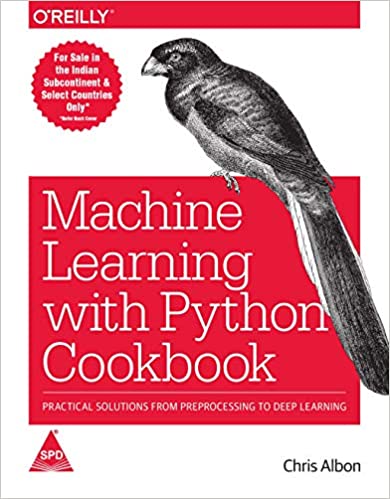 O'REILLY®
For Sale in
the Indian
Subcontinent &
Select Countries
Only*
*Refer Back Cover
Machine
Learning
with Python
Cookbook
PRACTICAL SOLUTIONS FROM PREPROCESSING TO DEEP LEARNING
SPD
Chris Albon